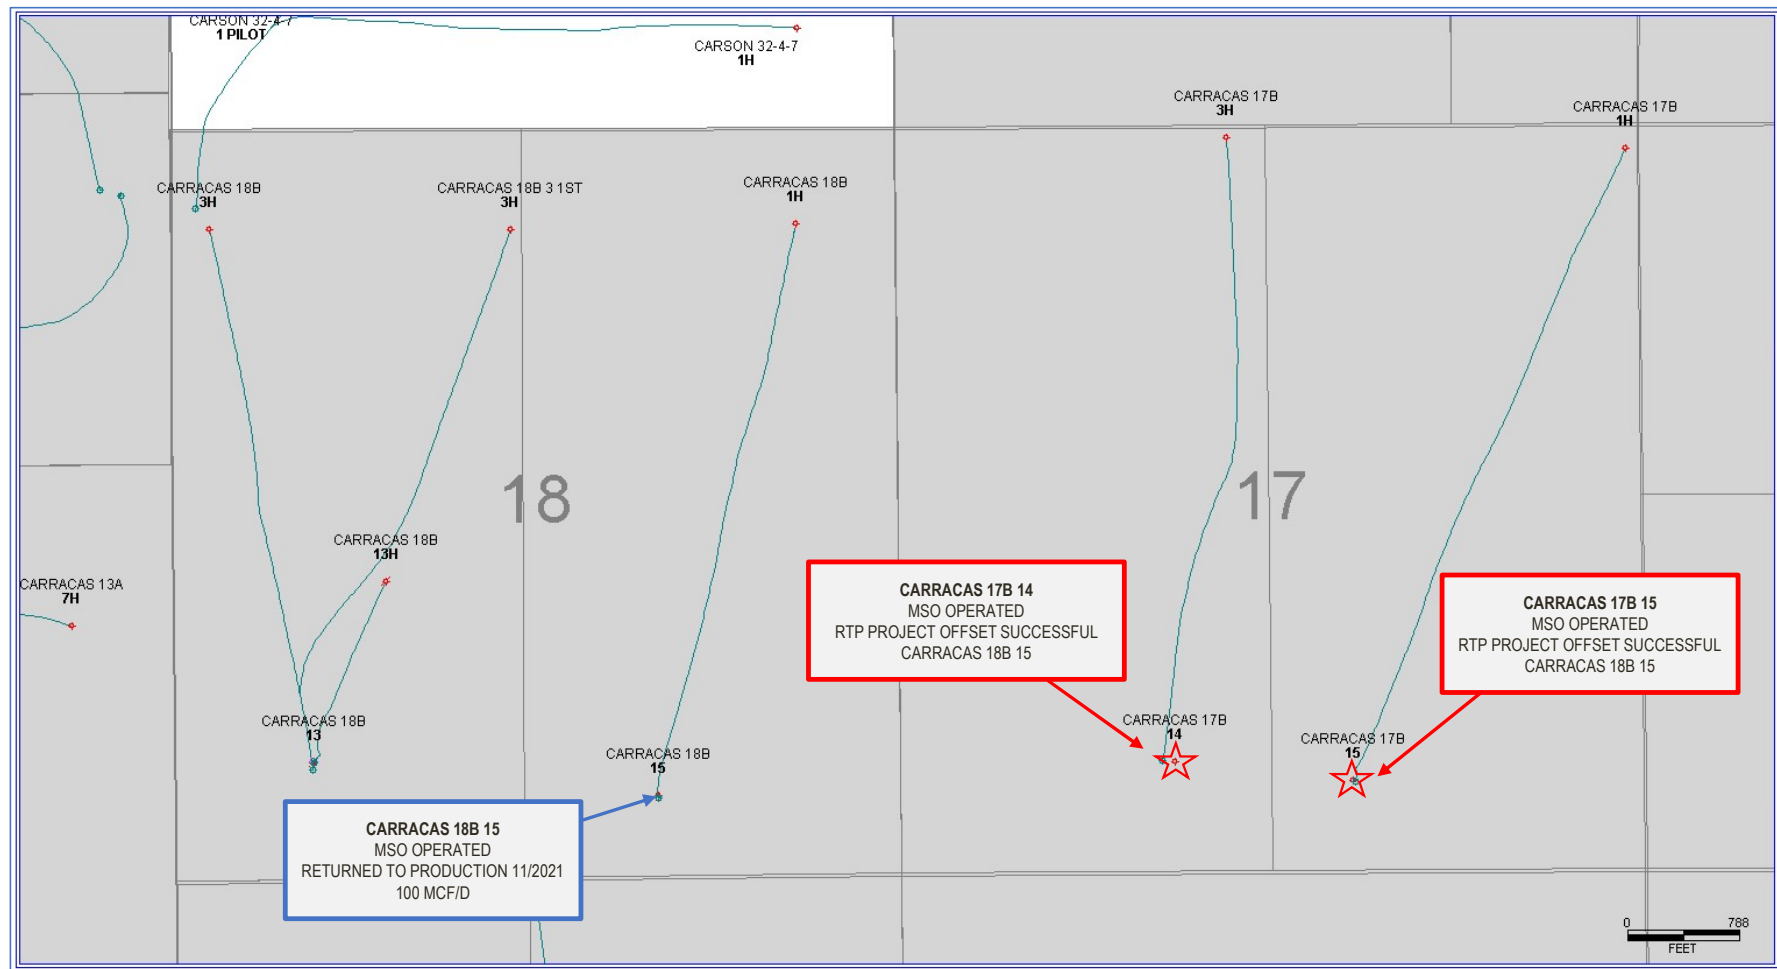 CARSON 32-4-7
1 PILOT
CARSON 32-4-7
1H
CARRACAS 17B
3H
CARRACAS 17B
1H
CARRACAS 18B
3H
CARRACAS 18B 3 1ST
3H
CARRACAS 18B
1H
18
17
CARRACAS 18B
13H
CARRACAS 13A
7H
CARRACAS 17B 14
MSO OPERATED
RTP PROJECT OFFSET SUCCESSFUL
CARRACAS 18B 15
CARRACAS 17B 15
MSO OPERATED
RTP PROJECT OFFSET SUCCESSFUL
CARRACAS 18B 15
CARRACAS 18B
13
CARRACAS 18B
15
CARRACAS 17B
14
CARRACAS 17B
15
CARRACAS 18B 15
MSO OPERATED
RETURNED TO PRODUCTION 11/2021
100 MCF/D
0 788
FEET